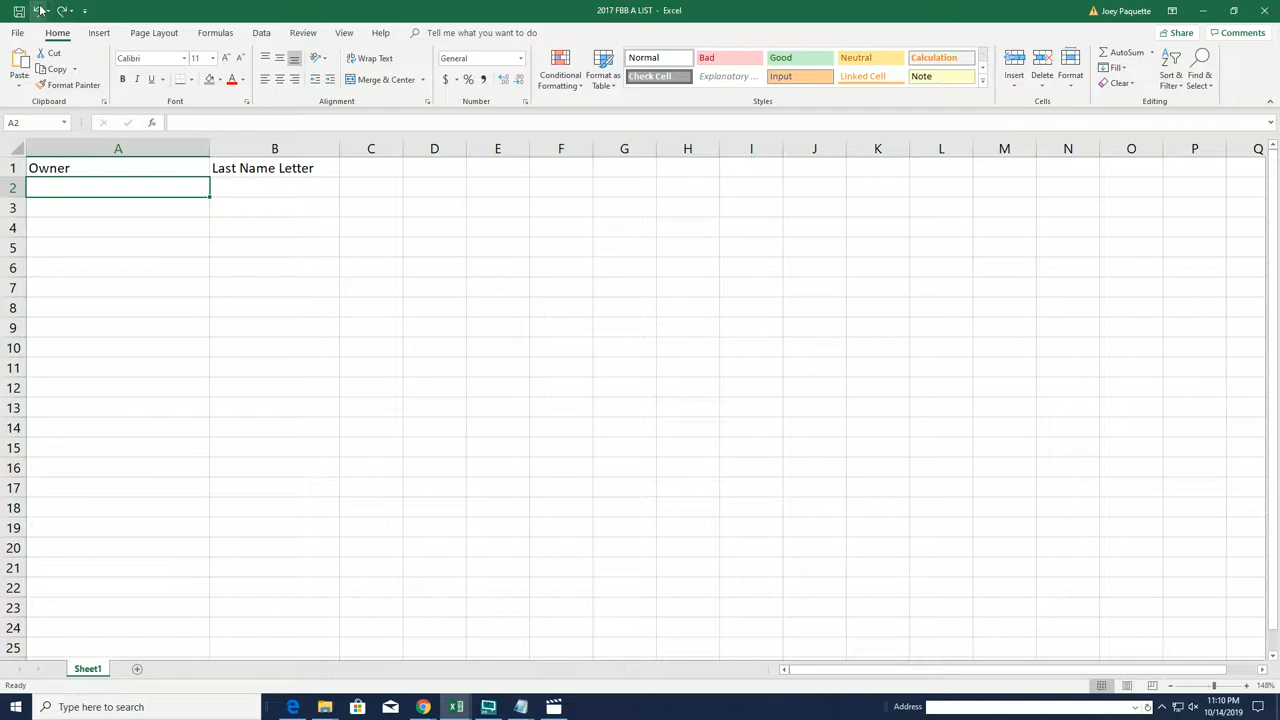 2017 FBB A LIST - Excel
Joey Paquette
File Home Insert Page Layout Formulas Data Review View Help Tell me what you want to do
Share Comments
Paste
Cut
Copy
Format Painter
Clipboard
Calibri 11
B I U A
Font
ab
Wrap Text
Merge & Center
Alignment
General
$ % ,
Number
Conditional Formatting
Format as Table
Normal Bad Good Neutral Calculation
Check Cell Explanatory ... Input Linked Cell Note
Styles
Insert Delete Format
Cells
AutoSum
Fill
Clear
Sort & Filter
Find & Select
Editing
A2 fx
A B C D E F G H I J K L M N O P Q
1 Owner Last Name Letter
2
3
4
5
6
7
8
9
10
11
12
13
14
15
16
17
18
19
20
21
22
23
24
25
Sheet1
Ready
148%
Type here to search
Address
11:10 PM
10/14/2019